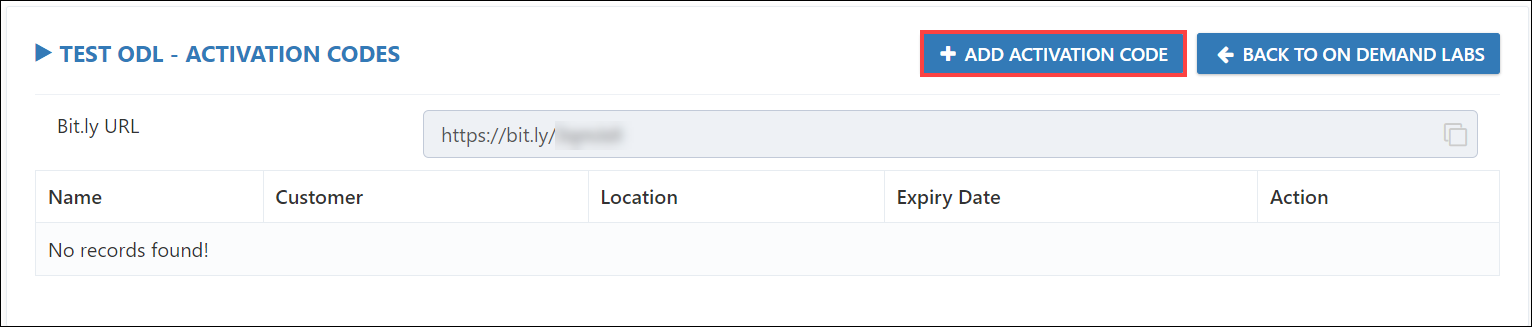 TEST ODL - ACTIVATION CODES
ADD ACTIVATION CODE
BACK TO ON DEMAND LABS
Bit.ly URL
https://bit.ly/
Name Customer Location Expiry Date Action
No records found!